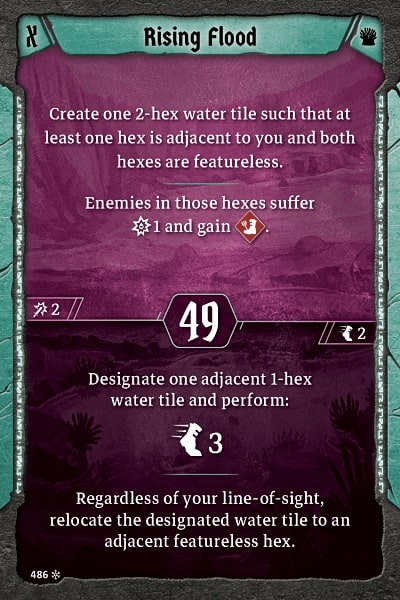 X
Rising Flood
Create one 2-hex water tile such that at
least one hex is adjacent to you and both
hexes are featureless.
Enemies in those hexes suffer
1 and gain .
2
49
2
Designate one adjacent 1-hex
water tile and perform:
3
Regardless of your line-of-sight,
relocate the designated water tile to an
adjacent featureless hex.
486